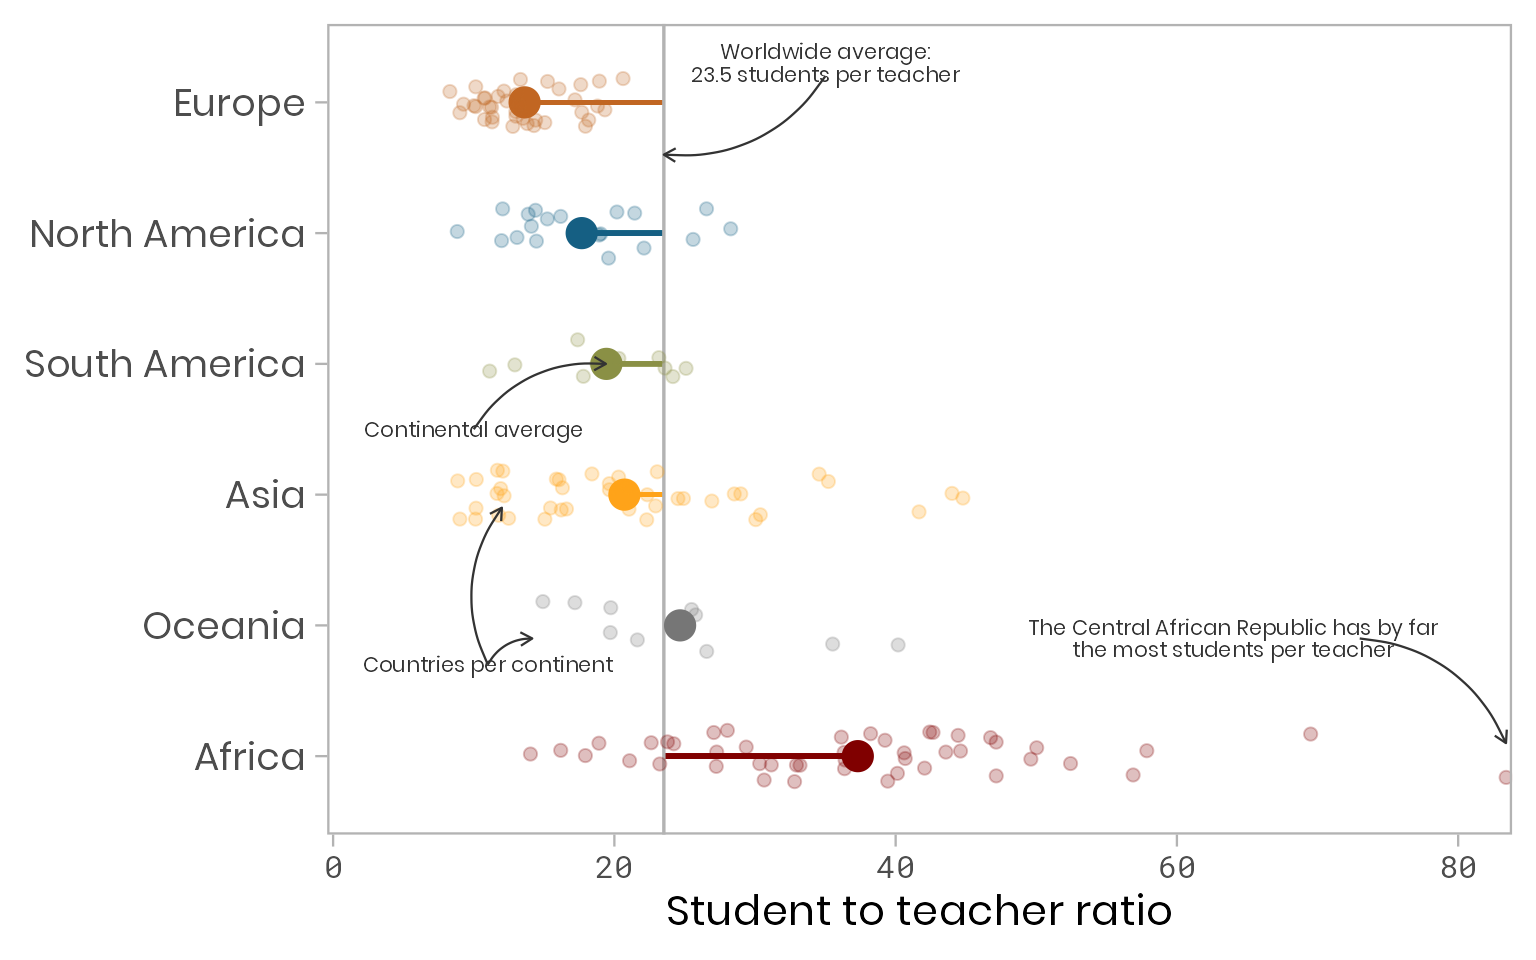 Worldwide average:
23.5 students per teacher
Europe
North America
South America
Continental average
Asia
Oceania
Countries per continent
The Central African Republic has by far
the most students per teacher
Africa
0 20 40 60 80
Student to teacher ratio